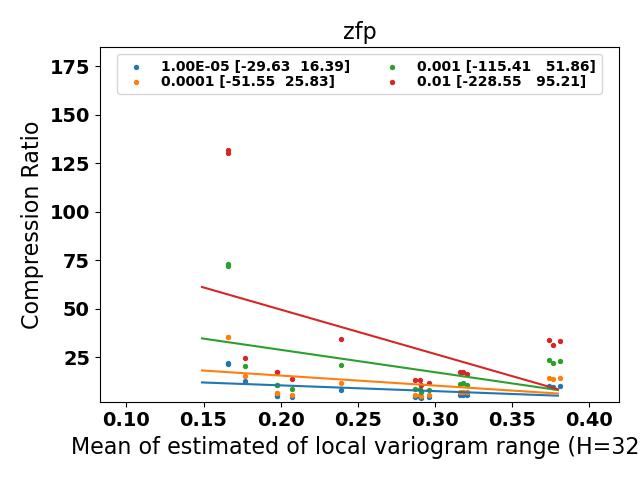 zfp
1.00E-05 [-29.63 16.39]
0.0001 [-51.55 25.83]
0.001 [-115.41 51.86]
0.01 [-228.55 95.21]
Compression Ratio
175
150
125
100
75
50
25
0.10 0.15 0.20 0.25 0.30 0.35 0.40
Mean of estimated of local variogram range (H=32